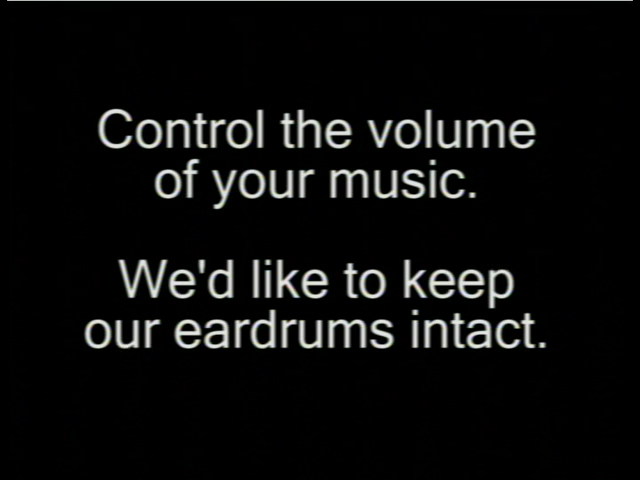 Control the volume
of your music.
We'd like to keep
our eardrums intact.